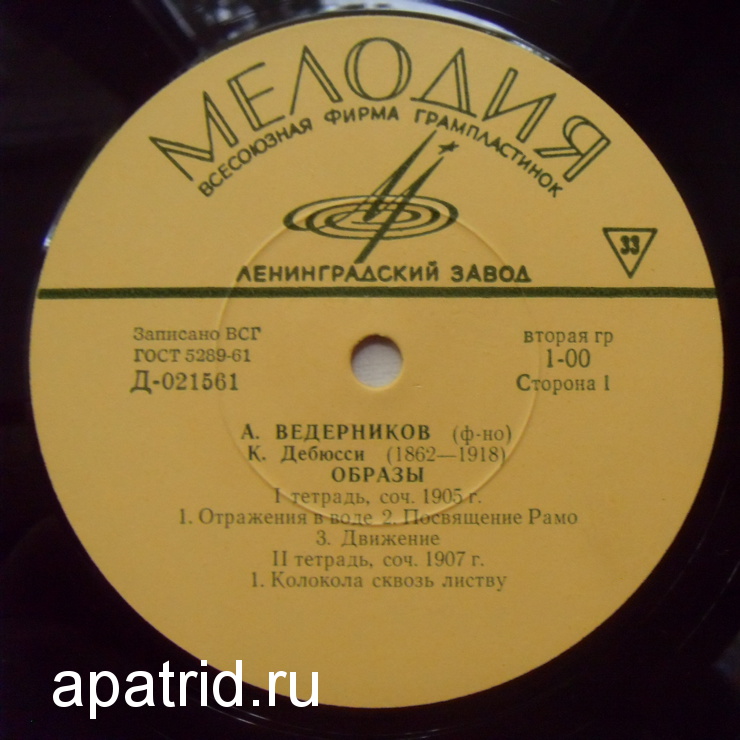 МЕЛОДИЯ
ВСЕСОЮЗНАЯ ФИРМА ГРАМПЛАСТИНОК
ЛЕНИНГРАДСКИЙ ЗАВОД
33
Записано ВСГ
ГОСТ 5289-61
Д-021561
вторая гр
1-00
Сторона 1
А. ВЕДЕРНИКОВ (ф-но)
К. Дебюсси (1862—1918)
ОБРАЗЫ
I тетрадь, соч. 1905 г.
1. Отражения в воде 2. Посвящение Рамо
3. Движение
II тетрадь, соч. 1907 г.
1. Колокола сквозь листву
apatrid.ru